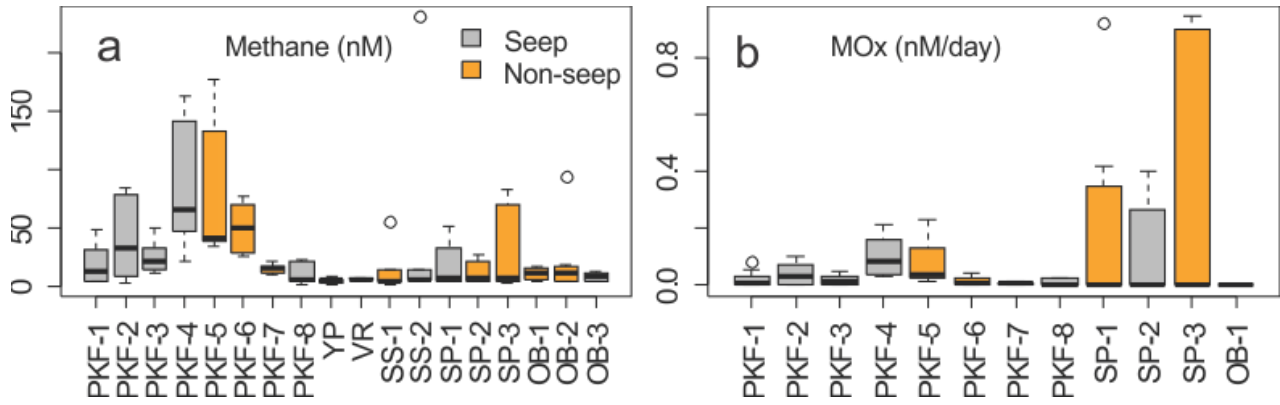 a
Methane (nM)
Seep
Non-seep
150
50
0
PKF-1
PKF-2
PKF-3
PKF-4
PKF-5
PKF-6
PKF-7
PKF-8
YP
VR
SS-1
SS-2
SP-1
SP-2
SP-3
OB-1
OB-2
OB-3
b
MOx (nM/day)
0.8
0.4
0.0
PKF-1
PKF-2
PKF-3
PKF-4
PKF-5
PKF-6
PKF-7
PKF-8
SP-1
SP-2
SP-3
OB-1